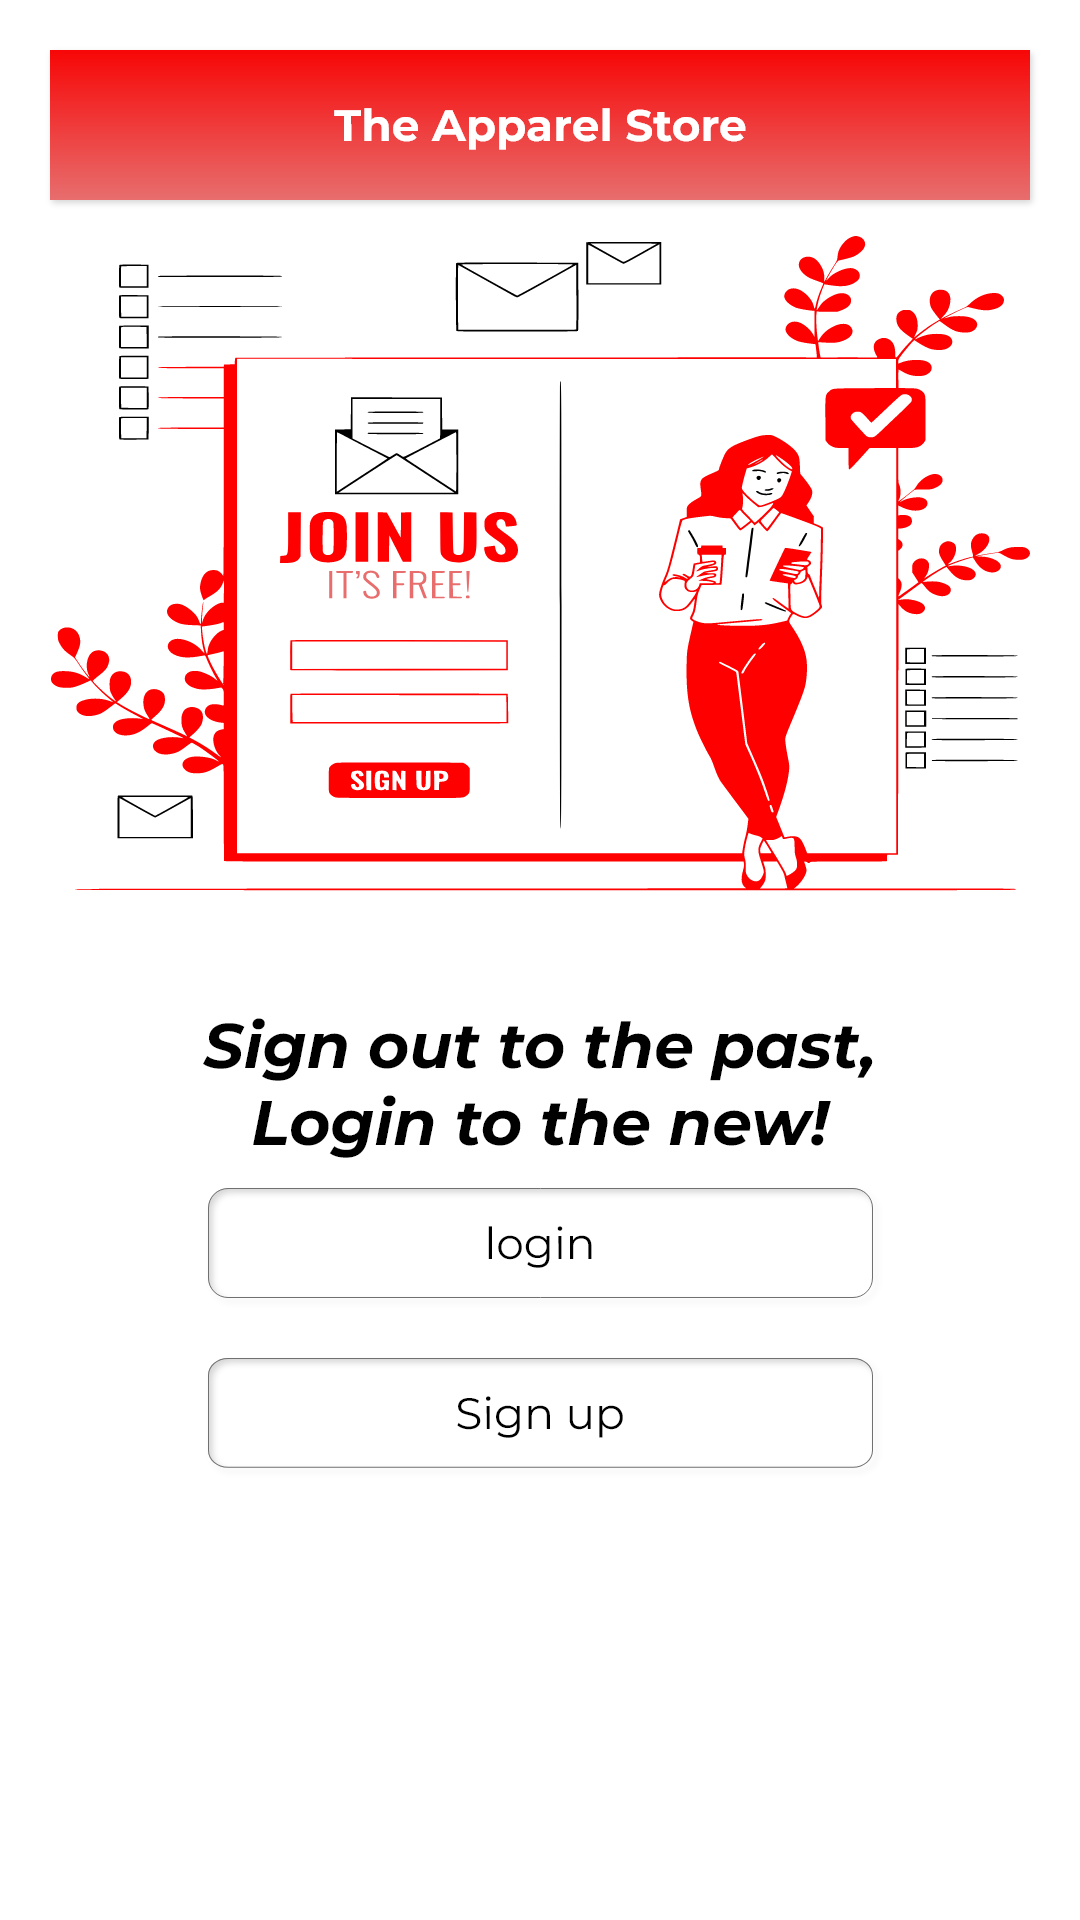 The Apparel Store
JOIN US
IT'S FREE!
SIGN UP
Sign out to the past,
Login to the new!
login
Sign up